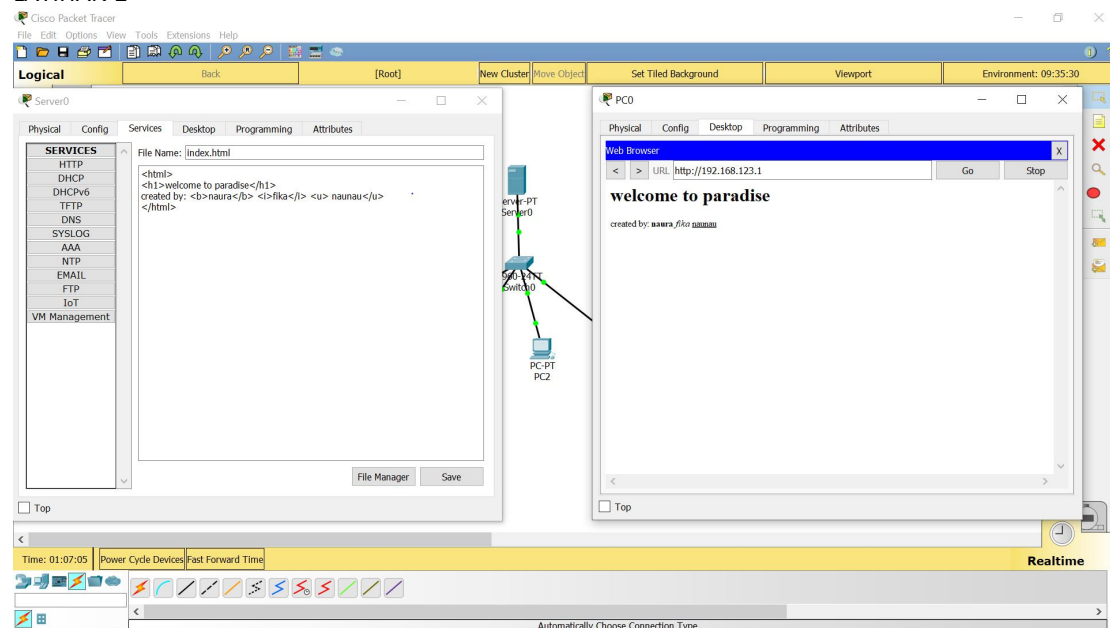 Cisco Packet Tracer
File Edit Options View Tools Extensions Help
Logical
Back
[Root]
New Cluster
Move Object
Set Tiled Background
Viewport
Environment: 09:35:30
Server0
Physical Config Services Desktop Programming Attributes
SERVICES
HTTP
DHCP
DHCPv6
TFTP
DNS
SYSLOG
AAA
NTP
EMAIL
FTP
IoT
VM Management
File Name: index.html
<html>
<h1>welcome to paradise</h1>
created by: <b>naura</b> <i>fika</i> <u> naunau</u>
</html>
File Manager
Save
Top
erver-PT
Server0
960-24TT
Switch0
PC-PT
PC2
PC0
Physical Config Desktop Programming Attributes
Web Browser
X
< > URL http://192.168.123.1 Go Stop
welcome to paradise
created by: naura fika naunau
Top
Time: 01:07:05
Power Cycle Devices
Fast Forward Time
Realtime
Automatically Choose Connection Type